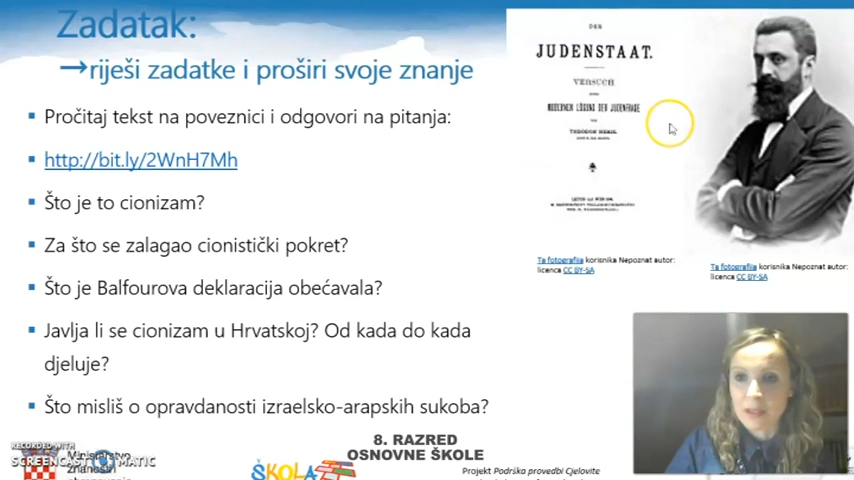 Zadatak:
→riješi zadatke i proširi svoje znanje
▪ Pročitaj tekst na poveznici i odgovori na pitanja:
▪ http://bit.ly/2WnH7Mh
▪ Što je to cionizam?
▪ Za što se zalagao cionistički pokret?
▪ Što je Balfourova deklaracija obećavala?
▪ Javlja li se cionizam u Hrvatskoj? Od kada do kada
djeluje?
▪ Što misliš o opravdanosti izraelsko-arapskih sukoba?
DER
JUDENSTAAT.
VERSUCH
MODERNEN LÖSUNG DER JUDENFRAGE
THEODOR HERZL
Ta fotografija korisnika Nepoznat autor:
licenca CC BY-SA
Ta fotografija korisnika Nepoznat autor:
licenca CC BY-SA
8. RAZRED
OSNOVNE ŠKOLE
Projekt Podrška provedbi Cjelovite
RECORDED WITH
SCREENCAST MATIC
Ministarstvo
znanosti
ŠKOLA